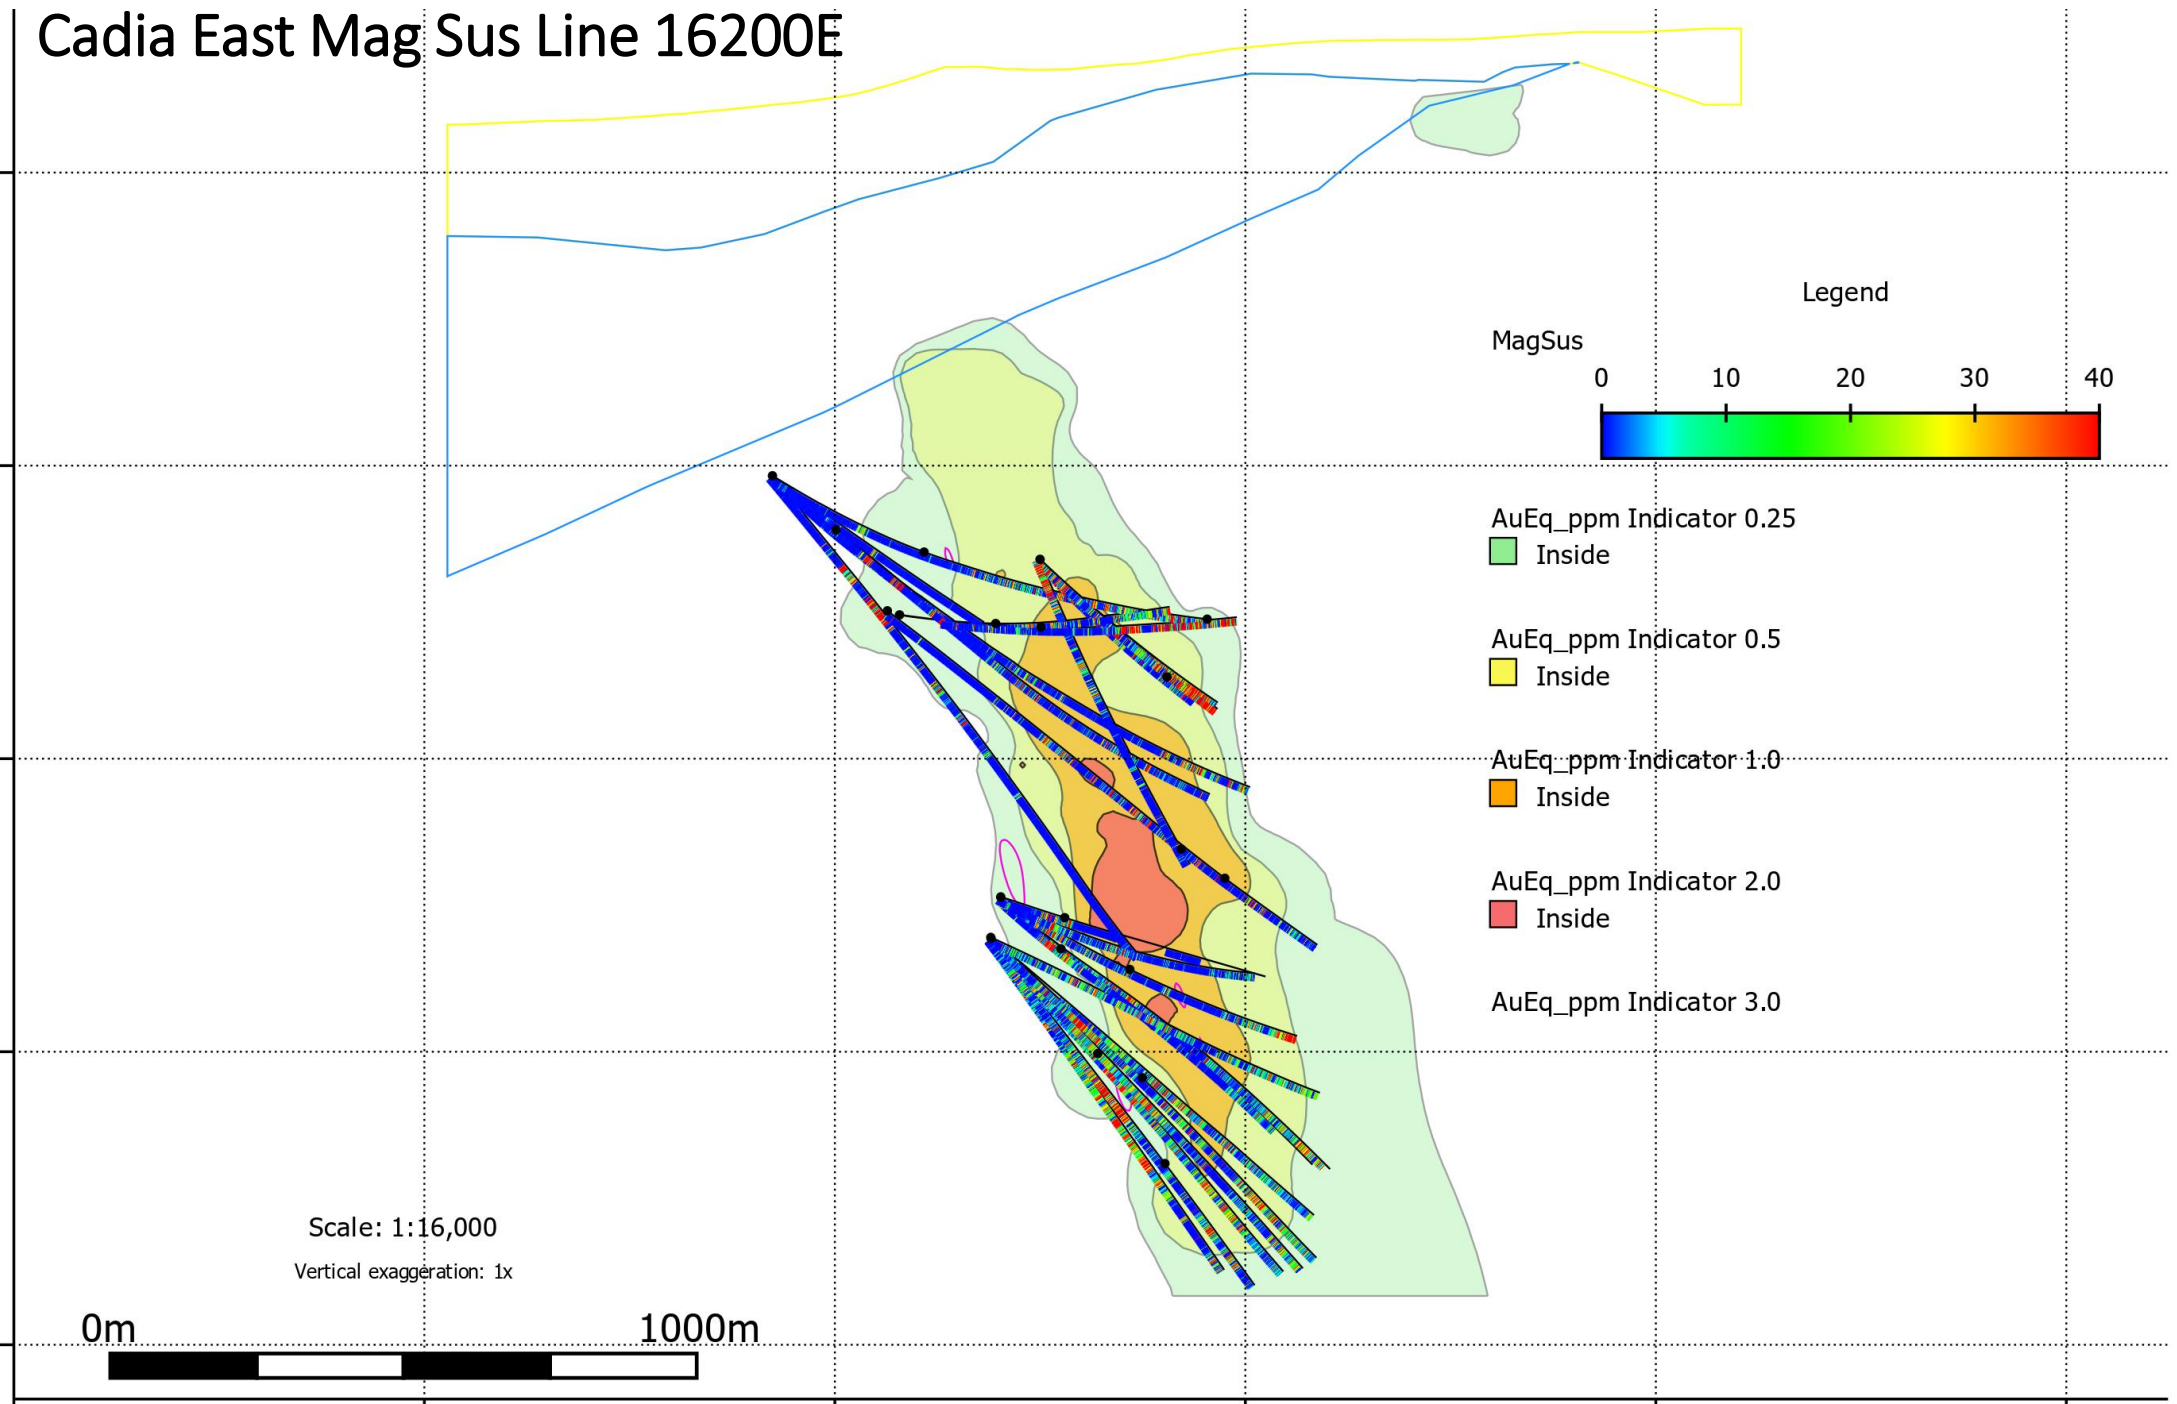 Cadia East Mag Sus Line 16200E
Legend
MagSus
0 10 20 30 40
AuEq_ppm Indicator 0.25
Inside
AuEq_ppm Indicator 0.5
Inside
AuEq_ppm Indicator 1.0
Inside
AuEq_ppm Indicator 2.0
Inside
AuEq_ppm Indicator 3.0
Scale: 1:16,000
Vertical exaggeration: 1x
0m 1000m